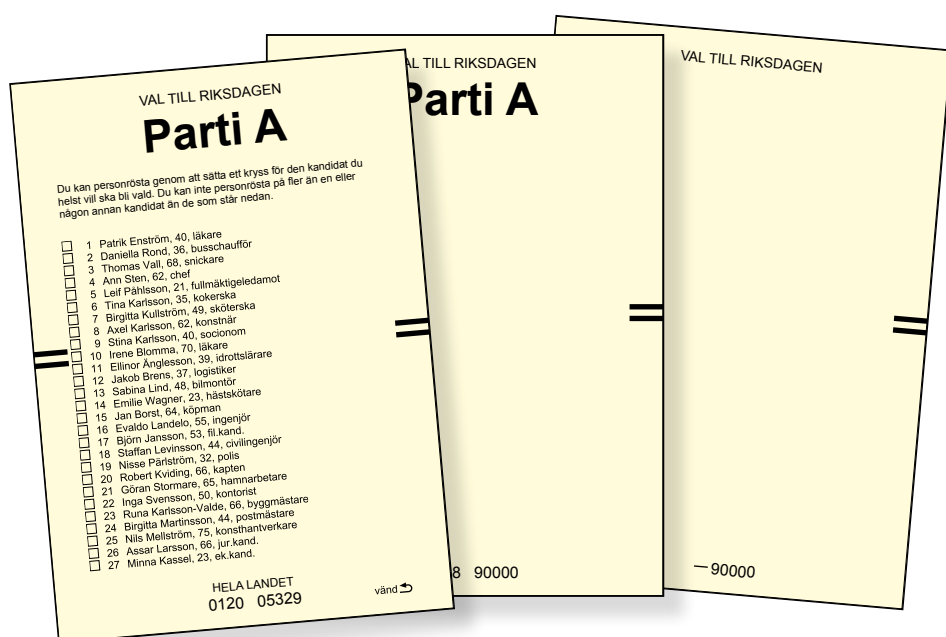 VAL TILL RIKSDAGEN
Parti A
Du kan personrösta genom att sätta ett kryss för den kandidat du
helst vill ska bli vald. Du kan inte personrösta på fler än en eller
någon annan kandidat än de som står nedan.
1 Patrik Enström, 40, läkare
2 Daniella Rond, 36, busschaufför
3 Thomas Vall, 68, snickare
4 Ann Sten, 62, chef
5 Leif Påhlsson, 21, fullmäktigeledamot
6 Tina Karlsson, 35, kokerska
7 Birgitta Kullström, 49, sköterska
8 Axel Karlsson, 62, konstnär
9 Stina Karlsson, 40, socionom
10 Irene Blomma, 70, läkare
11 Ellinor Änglesson, 39, idrottslärare
12 Jakob Brens, 37, logistiker
13 Sabina Lind, 48, bilmontör
14 Emilie Wagner, 23, hästskötare
15 Jan Borst, 64, köpman
16 Evaldo Landelo, 55, ingenjör
17 Björn Jansson, 53, fil.kand.
18 Staffan Levinsson, 44, civilingenjör
19 Nisse Pärlström, 32, polis
20 Robert Kviding, 66, kapten
21 Göran Stormare, 65, hamnarbetare
22 Inga Svensson, 50, kontorist
23 Runa Karlsson-Valde, 66, byggmästare
24 Birgitta Martinsson, 44, postmästare
25 Nils Mellström, 75, konsthantverkare
26 Assar Larsson, 66, jur.kand.
27 Minna Kassel, 23, ek.kand.
HELA LANDET
0120 05329
vänd
AL TILL RIKSDAGEN
Parti A
8 90000
VAL TILL RIKSDAGEN
— 90000